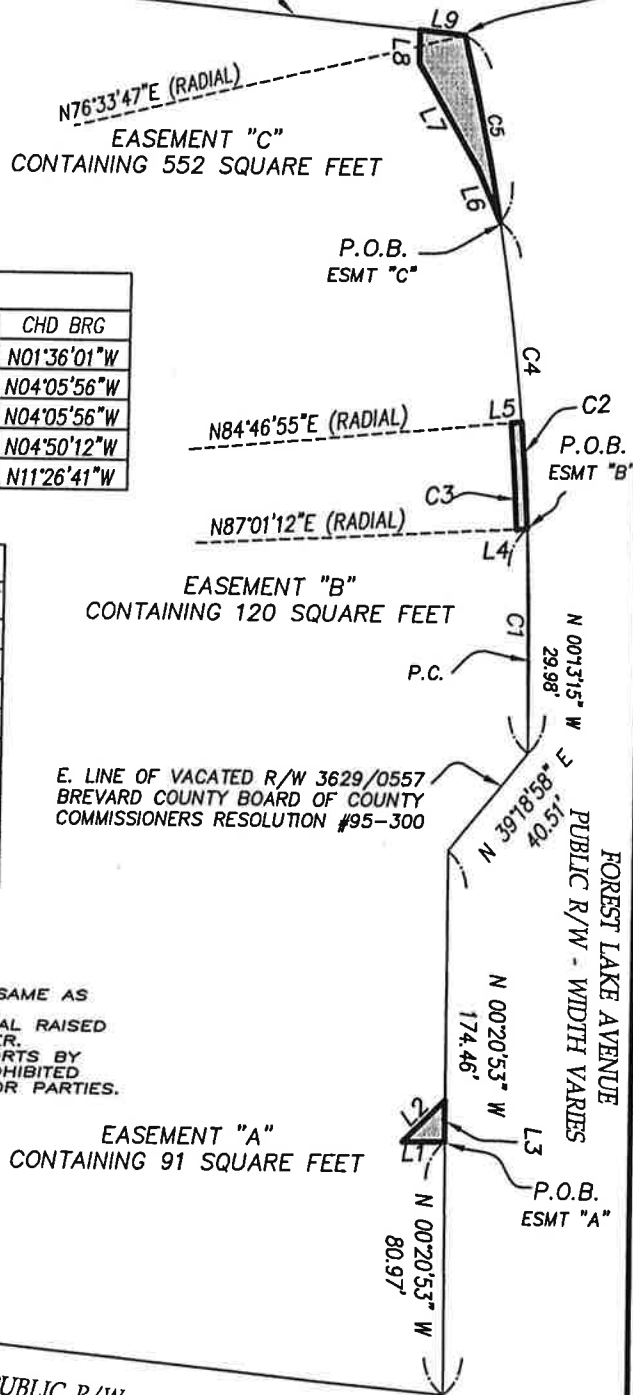 L9
L8
N76°33'47"E (RADIAL)
L7
C5
EASEMENT "C"
CONTAINING 552 SQUARE FEET
L6
P.O.B.
ESMT "C"
CHD BRG
N01°36'01"W
N04°05'56"W
N04°05'56"W
N04°50'12"W
N11°26'41"W
C4
L5
C2
N84°46'55"E (RADIAL)
P.O.B.
ESMT "B"
C3
N87°01'12"E (RADIAL)
L4
EASEMENT "B"
CONTAINING 120 SQUARE FEET
C1
N 00°13'15" W
29.98'
P.C.
E. LINE OF VACATED R/W 3629/0557
BREVARD COUNTY BOARD OF COUNTY
COMMISSIONERS RESOLUTION #95-300
N 39°18'58" E
40.51'
FOREST LAKE AVENUE
PUBLIC R/W - WIDTH VARIES
SAME AS
AL RAISED
ER.
RTS BY
OHIBITED
OR PARTIES.
N 00°20'53" W
174.46'
L2
EASEMENT "A"
CONTAINING 91 SQUARE FEET
L1
L3
P.O.B.
ESMT "A"
N 00°20'53" W
80.97'
PUBLIC R/W